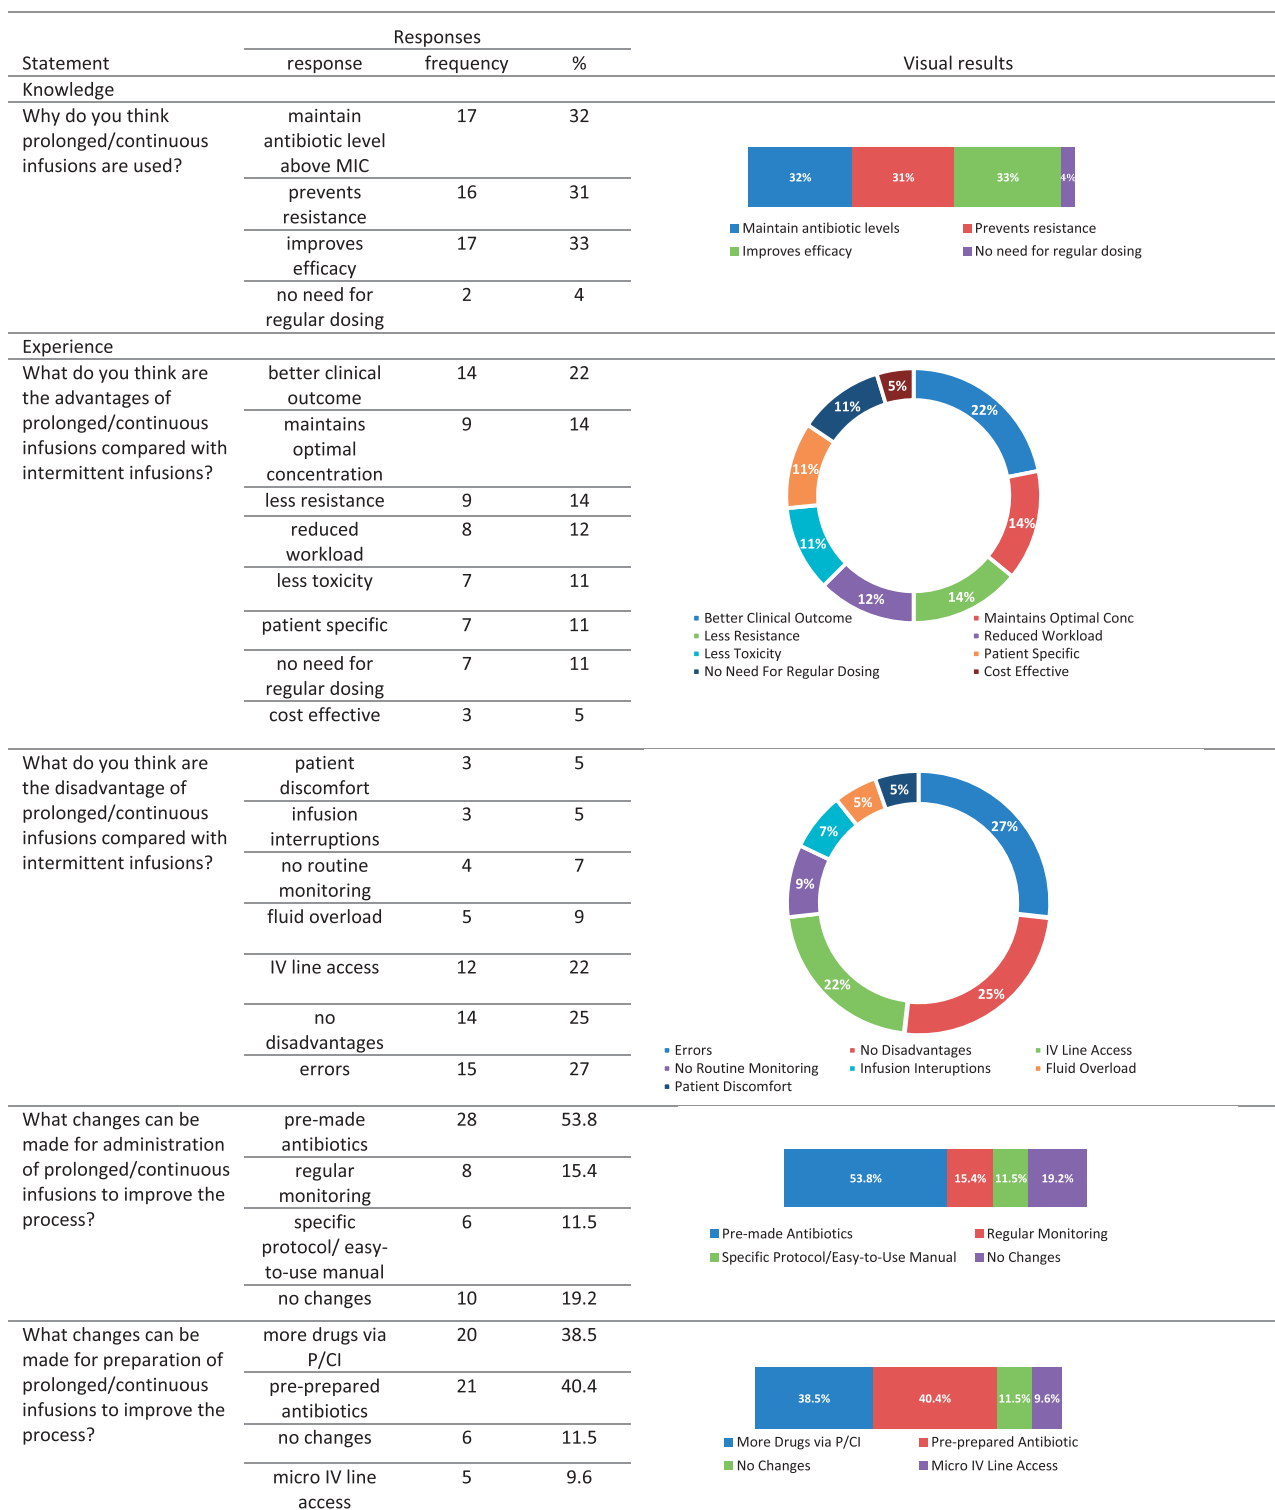 Responses
Statement response frequency % Visual results
Knowledge
Why do you think maintain 17 32
prolonged/continuous antibiotic level
infusions are used? above MIC
prevents 16 31
resistance
improves 17 33
efficacy
no need for 2 4
regular dosing
32% 31% 33% 4%
Maintain antibiotic levels Prevents resistance
Improves efficacy No need for regular dosing
Experience
What do you think are better clinical 14 22
the advantages of outcome
prolonged/continuous maintains 9 14
infusions compared with optimal
intermittent infusions? concentration
less resistance 9 14
reduced 8 12
workload
less toxicity 7 11
patient specific 7 11
no need for 7 11
regular dosing
cost effective 3 5
5%
11% 22%
11%
14%
11%
12% 14%
Better Clinical Outcome Maintains Optimal Conc
Less Resistance Reduced Workload
Less Toxicity Patient Specific
No Need For Regular Dosing Cost Effective
What do you think are patient 3 5
the disadvantage of discomfort
prolonged/continuous infusion 3 5
infusions compared with interruptions
intermittent infusions? no routine 4 7
monitoring
fluid overload 5 9
IV line access 12 22
no 14 25
disadvantages
errors 15 27
5%
5%
7% 27%
9%
22% 25%
Errors No Disadvantages IV Line Access
No Routine Monitoring Infusion Interuptions Fluid Overload
Patient Discomfort
What changes can be pre-made 28 53.8
made for administration antibiotics
of prolonged/continuous regular 8 15.4
infusions to improve the monitoring
process? specific 6 11.5
protocol/ easy-
to-use manual
no changes 10 19.2
53.8% 15.4% 11.5% 19.2%
Pre-made Antibiotics Regular Monitoring
Specific Protocol/Easy-to-Use Manual No Changes
What changes can be more drugs via 20 38.5
made for preparation of P/CI
prolonged/continuous pre-prepared 21 40.4
infusions to improve the antibiotics
process? no changes 6 11.5
micro IV line 5 9.6
access
38.5% 40.4% 11.5% 9.6%
More Drugs via P/CI Pre-prepared Antibiotic
No Changes Micro IV Line Access